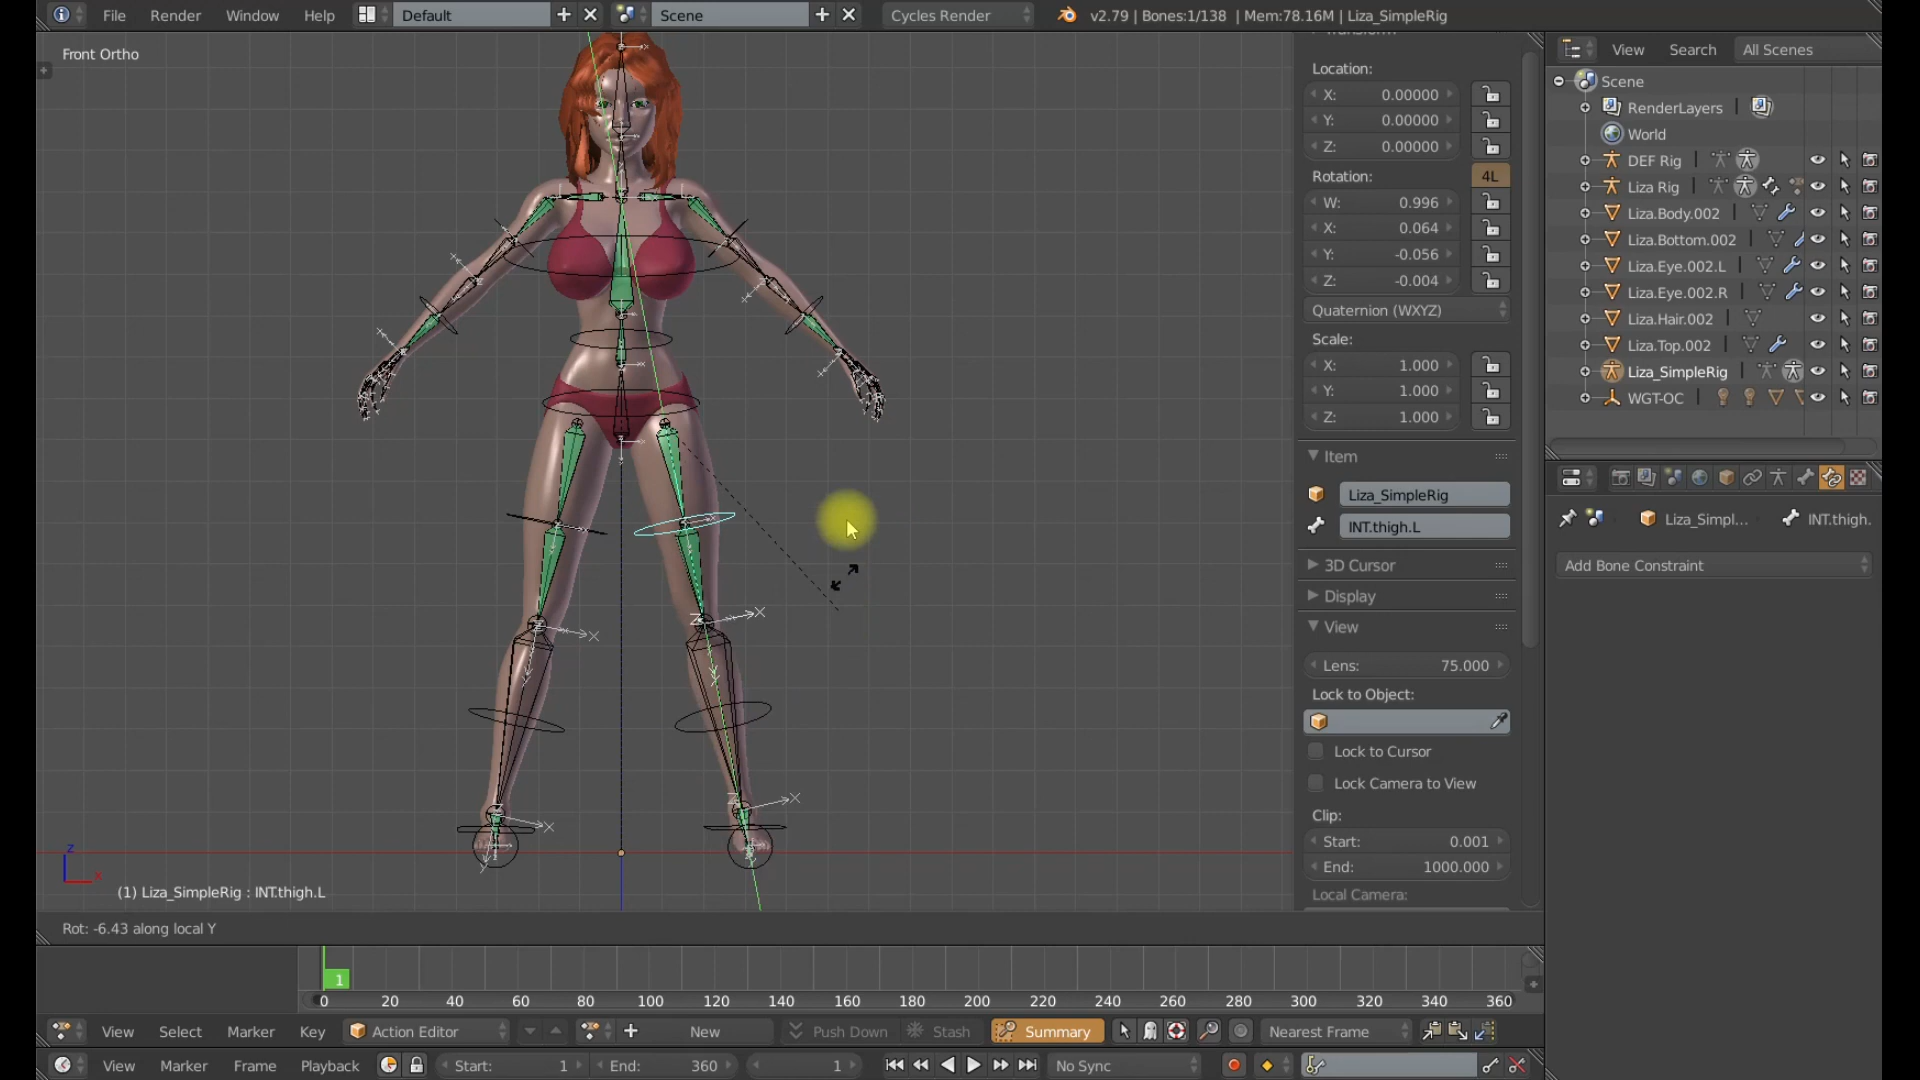 File Render Window Help Default Scene Cycles Render v2.79 | Bones:1/138 | Mem:78.16M | Liza_SimpleRig
Front Ortho
Location:
X: 0.00000
Y: 0.00000
Z: 0.00000
Rotation: 4L
W: 0.996
X: 0.064
Y: -0.056
Z: -0.004
Quaternion (WXYZ)
Scale:
X: 1.000
Y: 1.000
Z: 1.000
Item
Liza_SimpleRig
INT.thigh.L
3D Cursor
Display
View
Lens: 75.000
Lock to Object:
Lock to Cursor
Lock Camera to View
Clip:
Start: 0.001
End: 1000.000
Local Camera:
View Search All Scenes
Scene
RenderLayers
World
DEF Rig
Liza Rig
Liza.Body.002
Liza.Bottom.002
Liza.Eye.002.L
Liza.Eye.002.R
Liza.Hair.002
Liza.Top.002
Liza_SimpleRig
WGT-OC
Liza_Simpl... INT.thigh.
Add Bone Constraint
(1) Liza_SimpleRig : INT.thigh.L
Rot: -6.43 along local Y
1
0 20 40 60 80 100 120 140 160 180 200 220 240 260 280 300 320 340 360
View Select Marker Key Action Editor New Push Down Stash Summary Nearest Frame
View Marker Frame Playback Start: 1 End: 360 1 No Sync